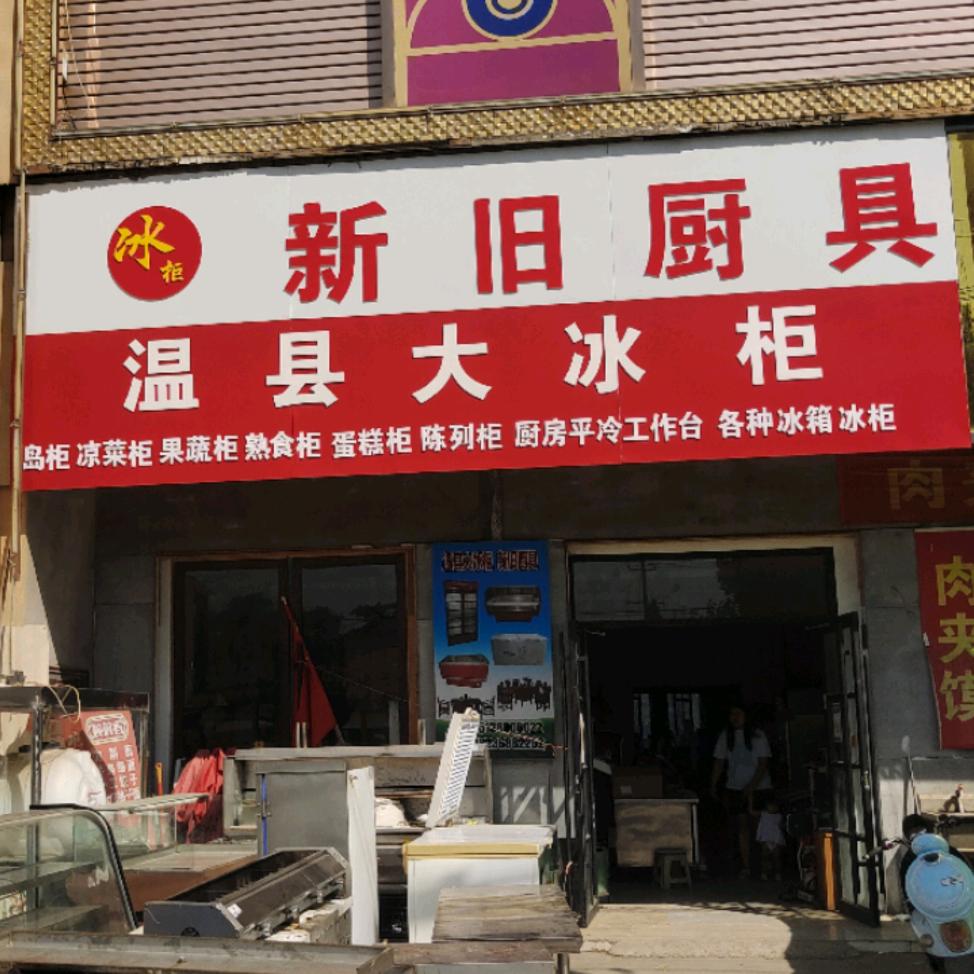 冰柜
新旧厨具
温县大冰柜
岛柜 凉菜柜 果蔬柜 熟食柜 蛋糕柜 陈列柜 厨房平冷工作台 各种冰箱冰柜
肉
肉夹馍